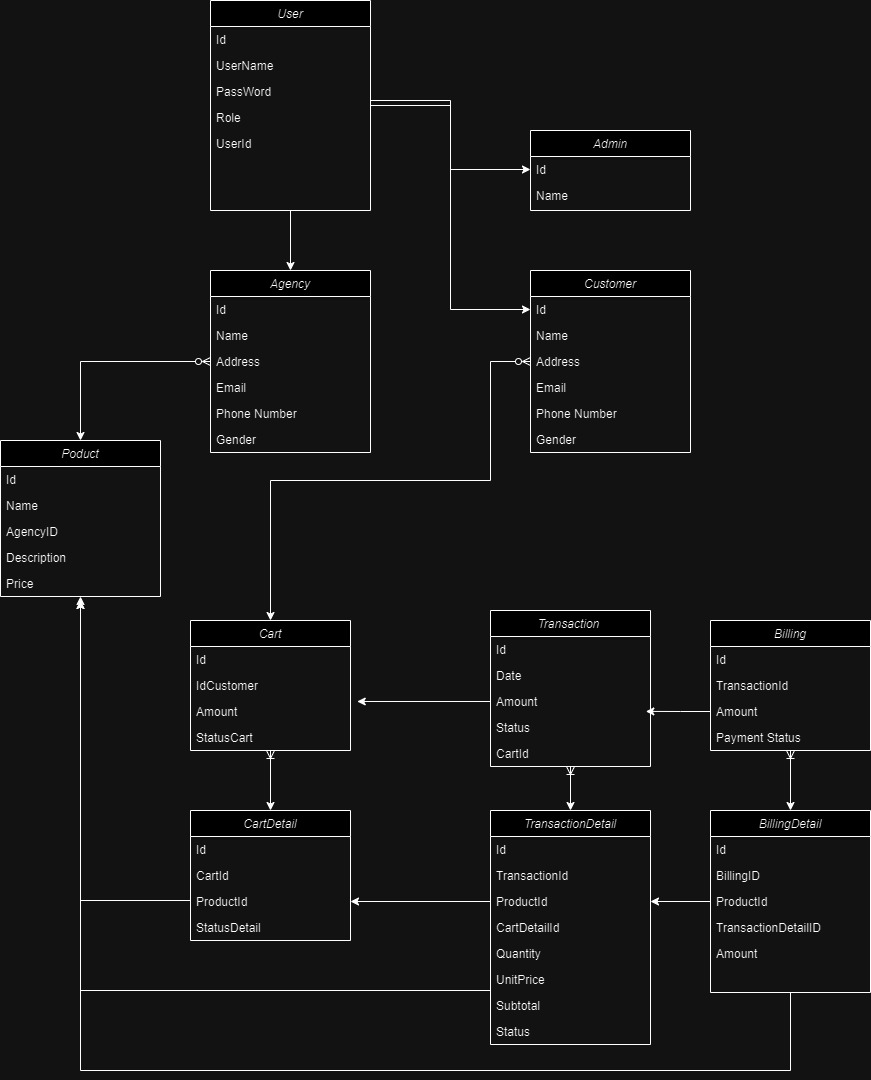 User
Id
UserName
PassWord
Role
UserId
Admin
Id
Name
Agency
Id
Name
Address
Email
Phone Number
Gender
Customer
Id
Name
Address
Email
Phone Number
Gender
Poduct
Id
Name
AgencyID
Description
Price
Cart
Id
IdCustomer
Amount
StatusCart
Transaction
Id
Date
Amount
Status
CartId
Billing
Id
TransactionId
Amount
Payment Status
CartDetail
Id
CartId
ProductId
StatusDetail
TransactionDetail
Id
TransactionId
ProductId
CartDetailId
Quantity
UnitPrice
Subtotal
Status
BillingDetail
Id
BillingID
ProductId
TransactionDetailID
Amount